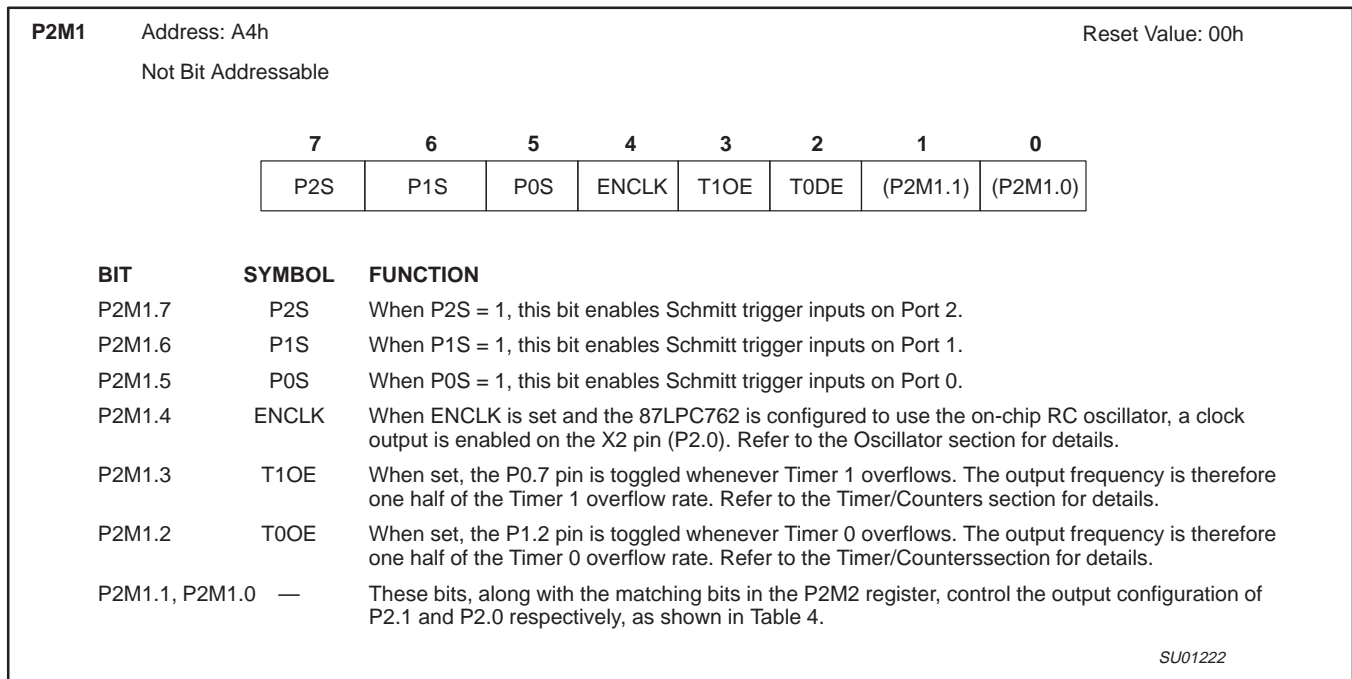 P2M1 Address: A4h Reset Value: 00h
Not Bit Addressable
7 6 5 4 3 2 1 0
P2S P1S P0S ENCLK T1OE T0DE (P2M1.1) (P2M1.0)
BIT SYMBOL FUNCTION
P2M1.7 P2S When P2S = 1, this bit enables Schmitt trigger inputs on Port 2.
P2M1.6 P1S When P1S = 1, this bit enables Schmitt trigger inputs on Port 1.
P2M1.5 P0S When P0S = 1, this bit enables Schmitt trigger inputs on Port 0.
P2M1.4 ENCLK When ENCLK is set and the 87LPC762 is configured to use the on-chip RC oscillator, a clock
output is enabled on the X2 pin (P2.0). Refer to the Oscillator section for details.
P2M1.3 T1OE When set, the P0.7 pin is toggled whenever Timer 1 overflows. The output frequency is therefore
one half of the Timer 1 overflow rate. Refer to the Timer/Counters section for details.
P2M1.2 T0OE When set, the P1.2 pin is toggled whenever Timer 0 overflows. The output frequency is therefore
one half of the Timer 0 overflow rate. Refer to the Timer/Counterssection for details.
P2M1.1, P2M1.0 — These bits, along with the matching bits in the P2M2 register, control the output configuration of
P2.1 and P2.0 respectively, as shown in Table 4.
SU01222